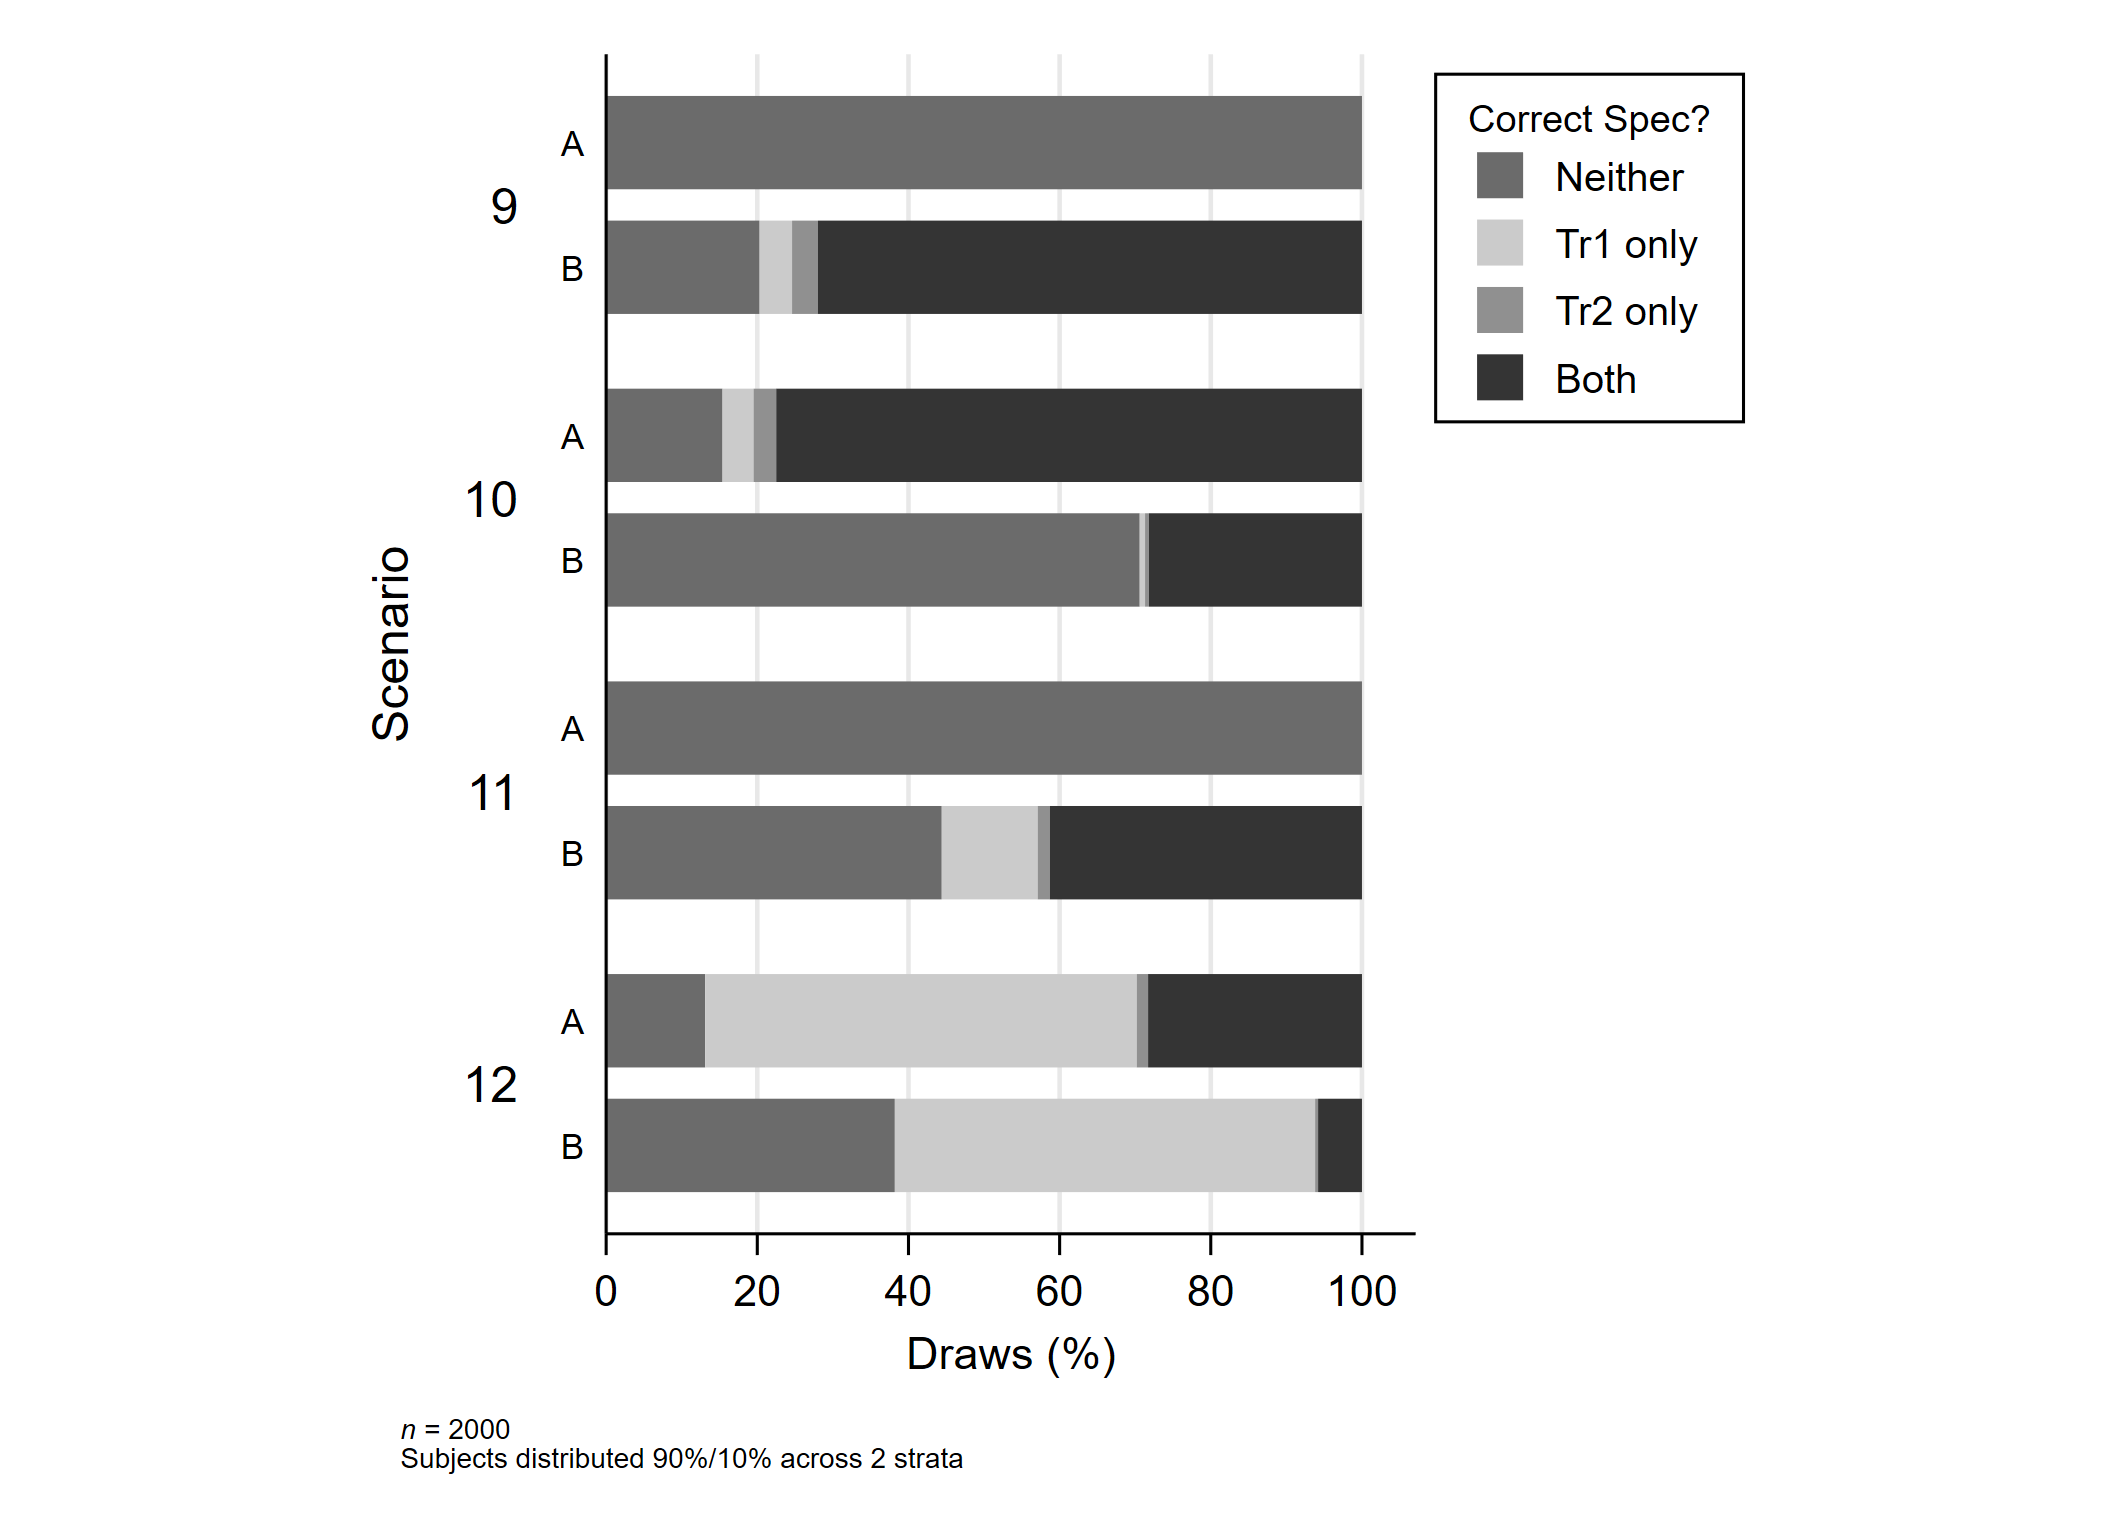 Correct Spec?
Neither
Tr1 only
Tr2 only
Both
Scenario
9
A
B
10
A
B
11
A
B
12
A
B
0 20 40 60 80 100
Draws (%)
n = 2000
Subjects distributed 90%/10% across 2 strata